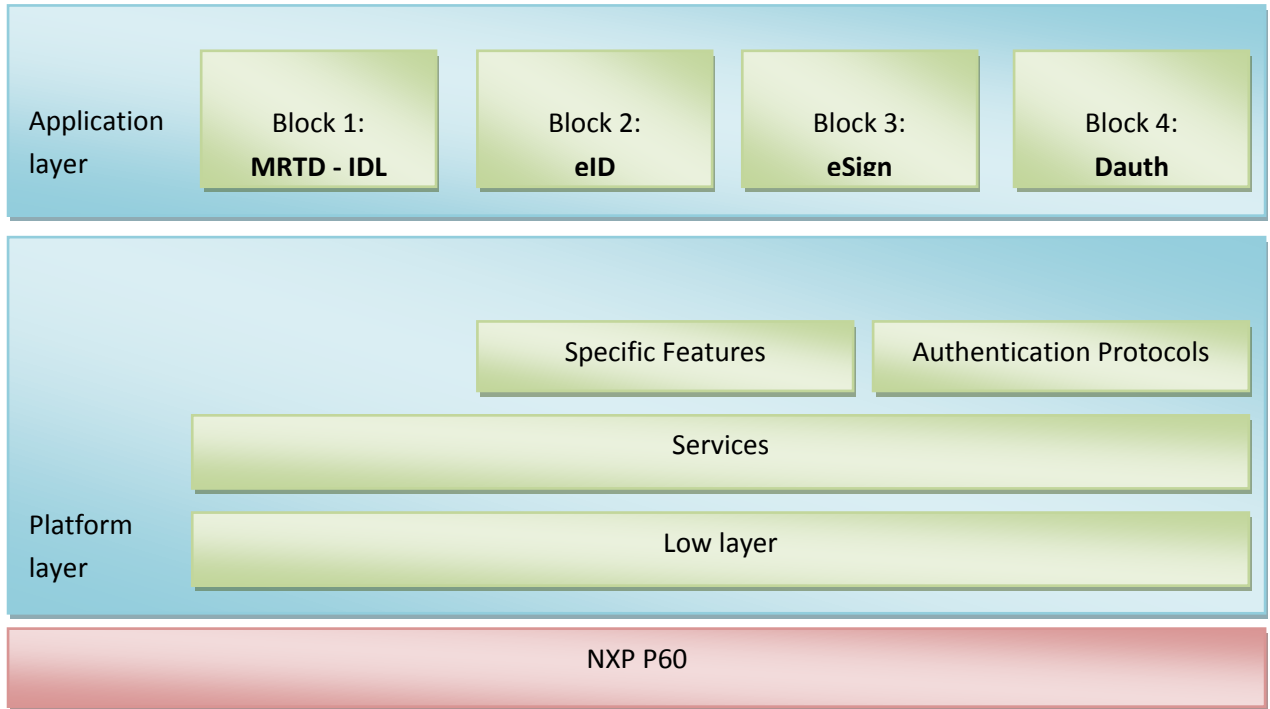 Application
layer
Block 1:
MRTD - IDL
Block 2:
eID
Block 3:
eSign
Block 4:
Dauth
Specific Features
Authentication Protocols
Services
Platform
layer
Low layer
NXP P60